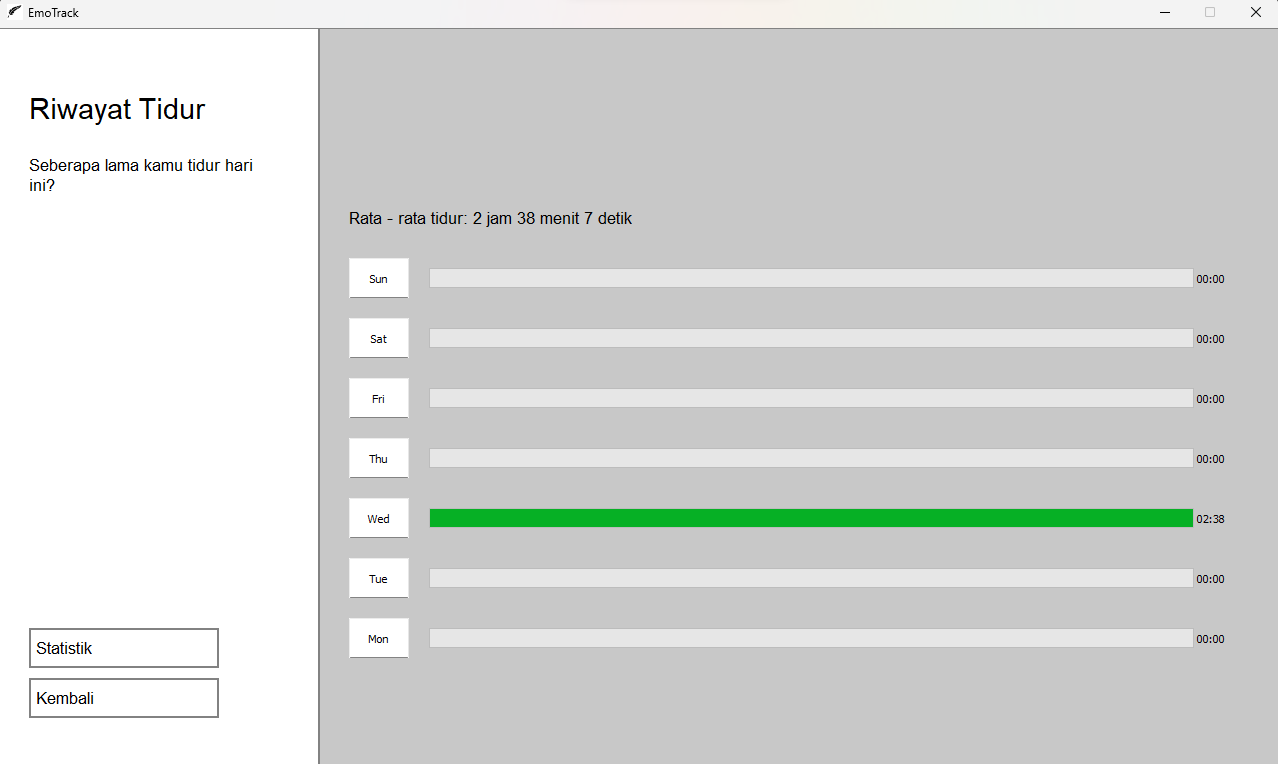 EmoTrack
Riwayat Tidur
Seberapa lama kamu tidur hari
ini?
Statistik
Kembali
Rata - rata tidur: 2 jam 38 menit 7 detik
Sun 00:00
Sat 00:00
Fri 00:00
Thu 00:00
Wed 02:38
Tue 00:00
Mon 00:00